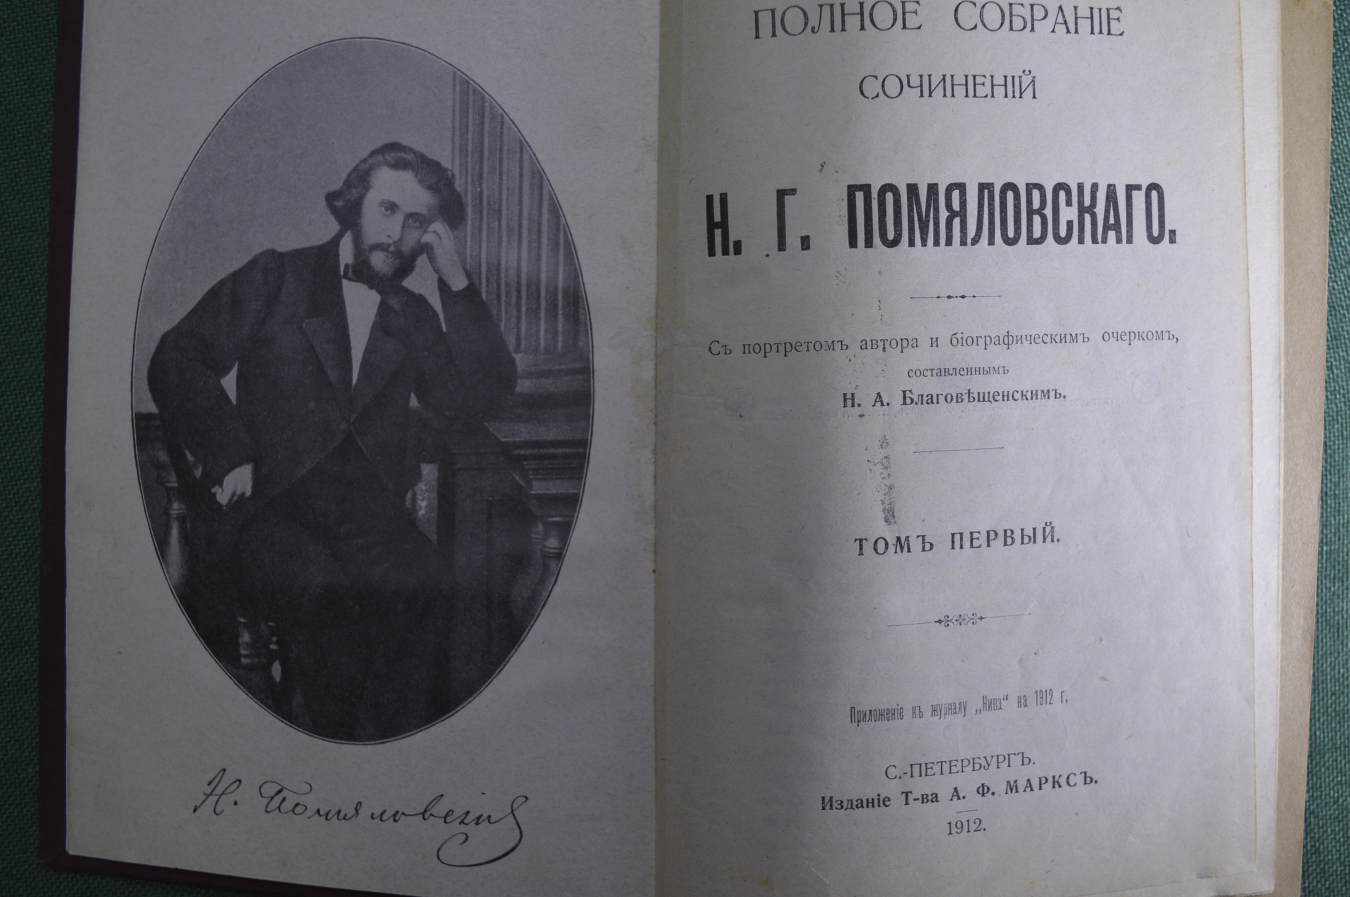 Н. Помяловскій
ПОЛНОЕ СОБРАНІЕ
СОЧИНЕНІЙ
Н. Г. ПОМЯЛОВСКАГО.
Съ портретомъ автора и біографическимъ очеркомъ,
составленнымъ
Н. А. Благовѣщенскимъ.
ТОМЪ ПЕРВЫЙ.
Приложеніе къ журналу „Нива“ на 1912 г.
С.-ПЕТЕРБУРГЪ.
Изданіе Т-ва А. Ф. МАРКСЪ.
1912.